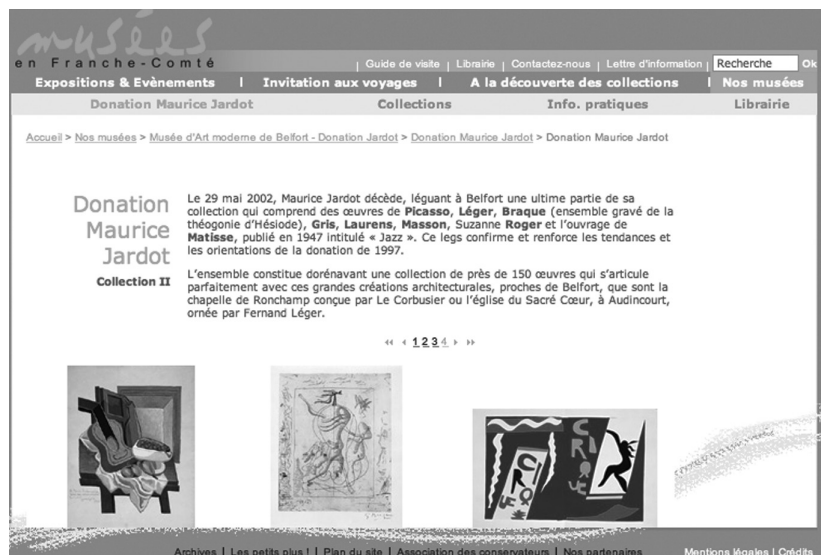 musées
en Franche-Comté
| Guide de visite | Librairie | Contactez-nous | Lettre d'information | Recherche Ok
Expositions & Evènements | Invitation aux voyages | A la découverte des collections | Nos musées
Donation Maurice Jardot Collections Info. pratiques Librairie
Accueil > Nos musées > Musée d'Art moderne de Belfort - Donation Jardot > Donation Maurice Jardot > Donation Maurice Jardot
Donation
Maurice
Jardot
Collection II
Le 29 mai 2002, Maurice Jardot décède, léguant à Belfort une ultime partie de sa
collection qui comprend des œuvres de Picasso, Léger, Braque (ensemble gravé de la
théogonie d'Hésiode), Gris, Laurens, Masson, Suzanne Roger et l'ouvrage de
Matisse, publié en 1947 intitulé « Jazz ». Ce legs confirme et renforce les tendances et
les orientations de la donation de 1997.
L'ensemble constitue dorénavant une collection de près de 150 œuvres qui s'articule
parfaitement avec ces grandes créations architecturales, proches de Belfort, que sont la
chapelle de Ronchamp conçue par Le Corbusier ou l'église du Sacré Cœur, à Audincourt,
ornée par Fernand Léger.
1 2 3 4
CIRQUE
CIRQUE
Archives | Les petits plus ! | Plan du site | Association des conservateurs | Nos partenaires Mentions légales | Crédits